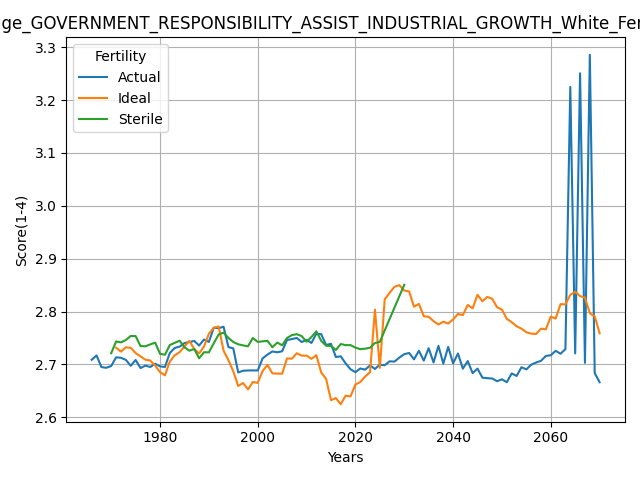 ge_GOVERNMENT_RESPONSIBILITY_ASSIST_INDUSTRIAL_GROWTH_White_Fe
Fertility
Actual
Ideal
Sterile
3.3
3.2
3.1
3.0
2.9
2.8
2.7
2.6
Score(1-4)
1980 2000 2020 2040 2060
Years